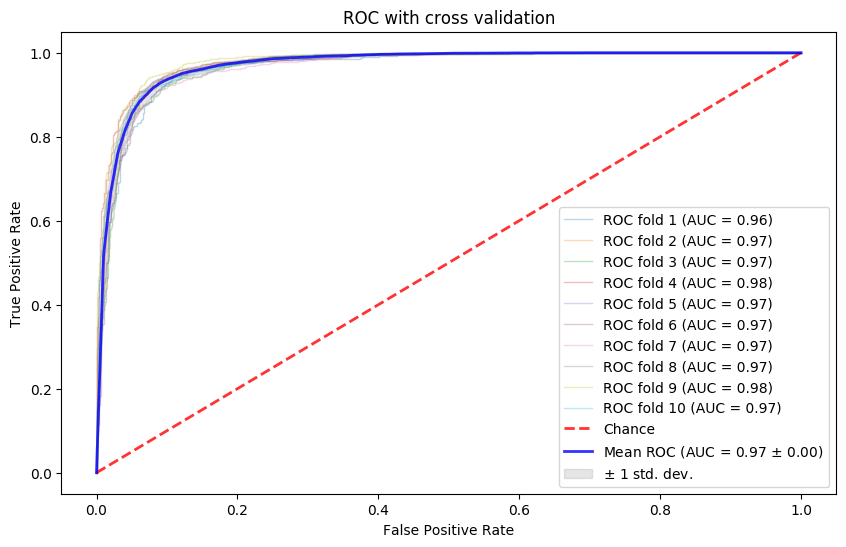 ROC with cross validation
True Positive Rate
1.0
0.8
0.6
0.4
0.2
0.0
ROC fold 1 (AUC = 0.96)
ROC fold 2 (AUC = 0.97)
ROC fold 3 (AUC = 0.97)
ROC fold 4 (AUC = 0.98)
ROC fold 5 (AUC = 0.97)
ROC fold 6 (AUC = 0.97)
ROC fold 7 (AUC = 0.97)
ROC fold 8 (AUC = 0.97)
ROC fold 9 (AUC = 0.98)
ROC fold 10 (AUC = 0.97)
Chance
Mean ROC (AUC = 0.97 ± 0.00)
± 1 std. dev.
0.0 0.2 0.4 0.6 0.8 1.0
False Positive Rate